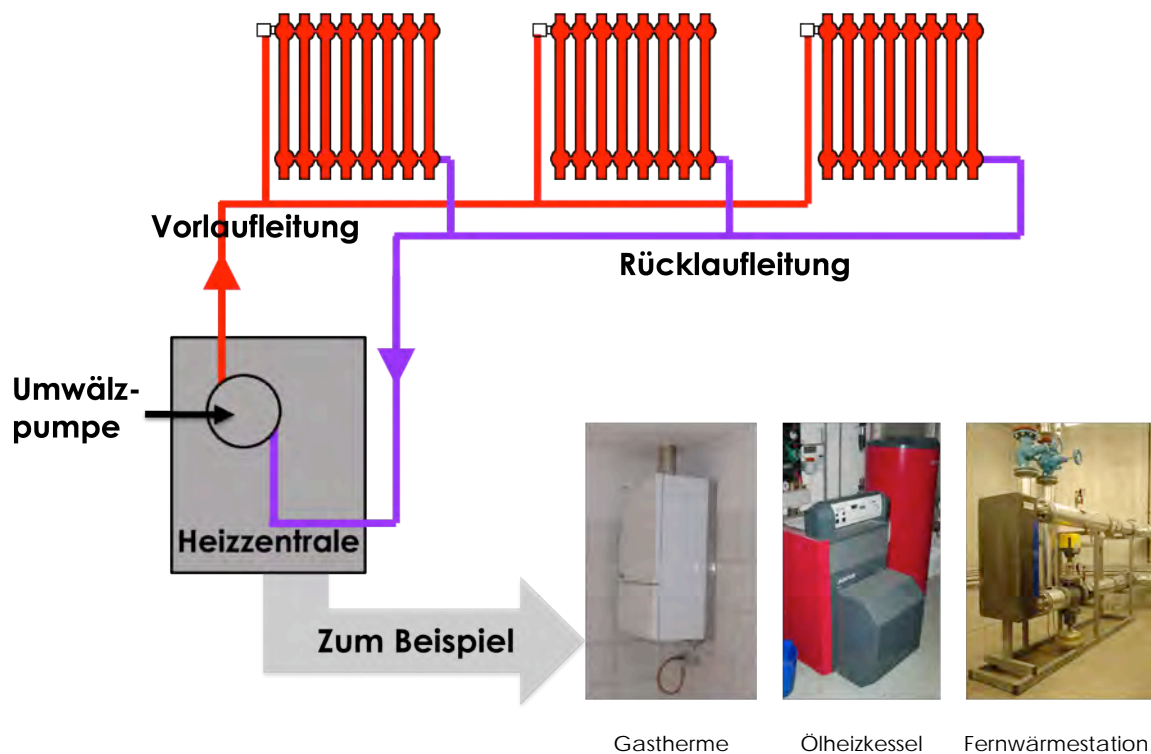 Vorlaufleitung
Rücklaufleitung
Umwälz-
pumpe
Heizzentrale
Zum Beispiel
Gastherme
Ölheizkessel
Fernwärmestation